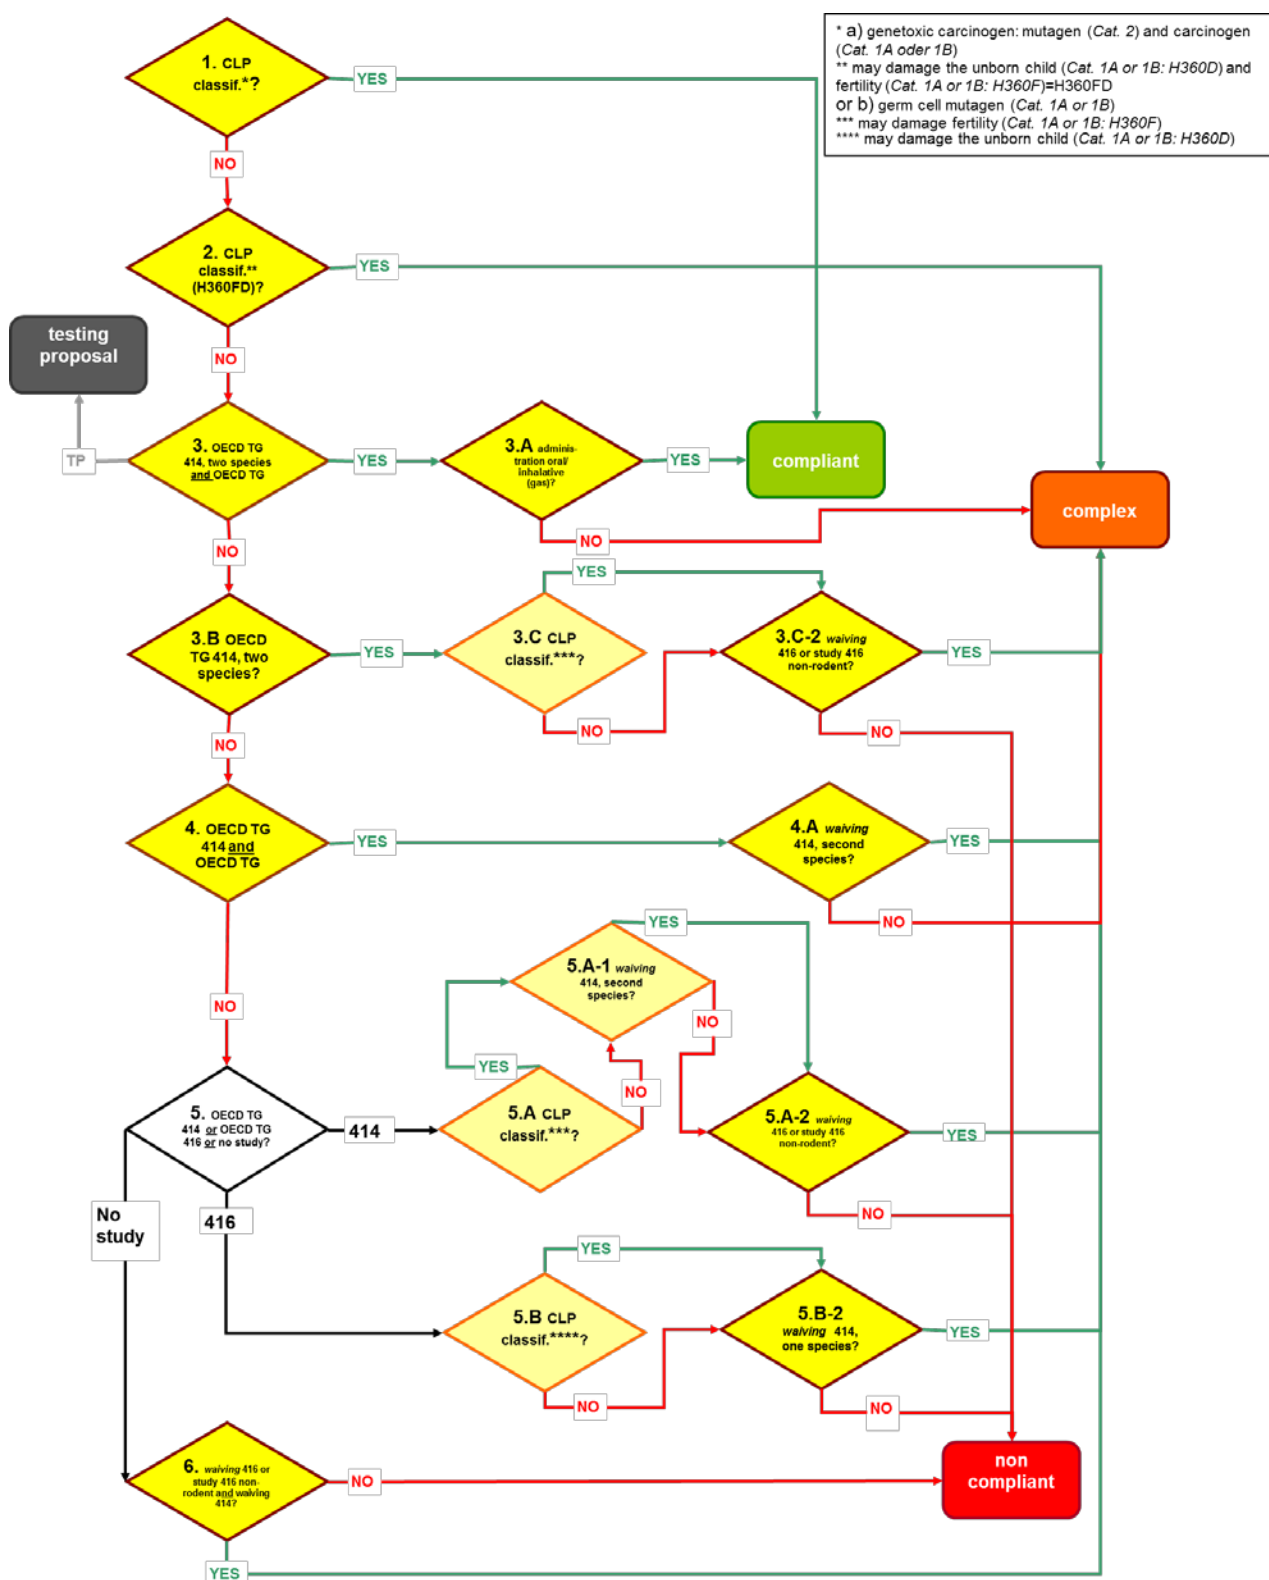 * a) genetoxic carcinogen: mutagen (Cat. 2) and carcinogen
(Cat. 1A oder 1B)
** may damage the unborn child (Cat. 1A or 1B: H360D) and
fertility (Cat. 1A or 1B: H360F)=H360FD
or b) germ cell mutagen (Cat. 1A or 1B)
*** may damage fertility (Cat. 1A or 1B: H360F)
**** may damage the unborn child (Cat. 1A or 1B: H360D)
1. CLP
classif.*?
YES
NO
2. CLP
classif.**
(H360FD)?
YES
NO
testing
proposal
TP
3. OECD TG
414, two species
and OECD TG
YES
3.A adminis-
tration oral/
inhalative
(gas)?
YES
compliant
NO
complex
NO
3.B OECD
TG 414, two
species?
YES
3.C CLP
classif.***?
YES
NO
3.C-2 waiving
416 or study 416
non-rodent?
YES
NO
NO
4. OECD TG
414 and
OECD TG
YES
4.A waiving
414, second
species?
YES
NO
NO
5. OECD TG
414 or OECD TG
416 or no study?
414
5.A CLP
classif.***?
YES
NO
5.A-1 waiving
414, second
species?
YES
NO
5.A-2 waiving
416 or study 416
non-rodent?
YES
NO
No
study
416
5.B CLP
classif.****?
YES
NO
5.B-2
waiving 414,
one species?
YES
NO
6. waiving 416 or
study 416 non-
rodent and waiving
414?
NO
YES
non
compliant